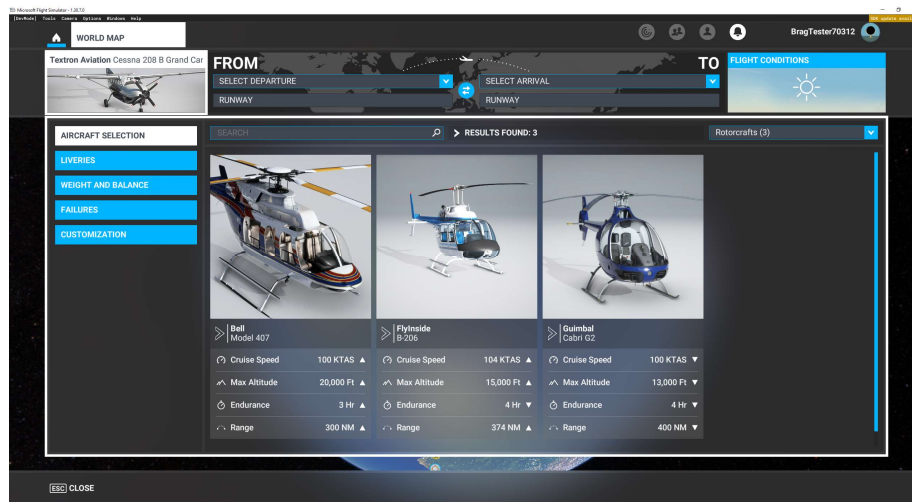 Microsoft Flight Simulator - 1.30.7.0
[DevMode] Tools Camera Options Windows Help
WORLD MAP
BragTester70312
Textron Aviation Cessna 208 B Grand Car
FROM
TO
FLIGHT CONDITIONS
SELECT DEPARTURE
SELECT ARRIVAL
RUNWAY
RUNWAY
AIRCRAFT SELECTION
SEARCH
RESULTS FOUND: 3
Rotorcrafts (3)
LIVERIES
WEIGHT AND BALANCE
FAILURES
CUSTOMIZATION
Bell
Model 407
FlyInside
B-206
Guimbal
Cabri G2
Cruise Speed 100 KTAS ▲
Cruise Speed 104 KTAS ▲
Cruise Speed 100 KTAS ▼
Max Altitude 20,000 Ft ▲
Max Altitude 15,000 Ft ▲
Max Altitude 13,000 Ft ▼
Endurance 3 Hr ▲
Endurance 4 Hr ▼
Endurance 4 Hr ▼
Range 300 NM ▲
Range 374 NM ▲
Range 400 NM ▼
ESC CLOSE